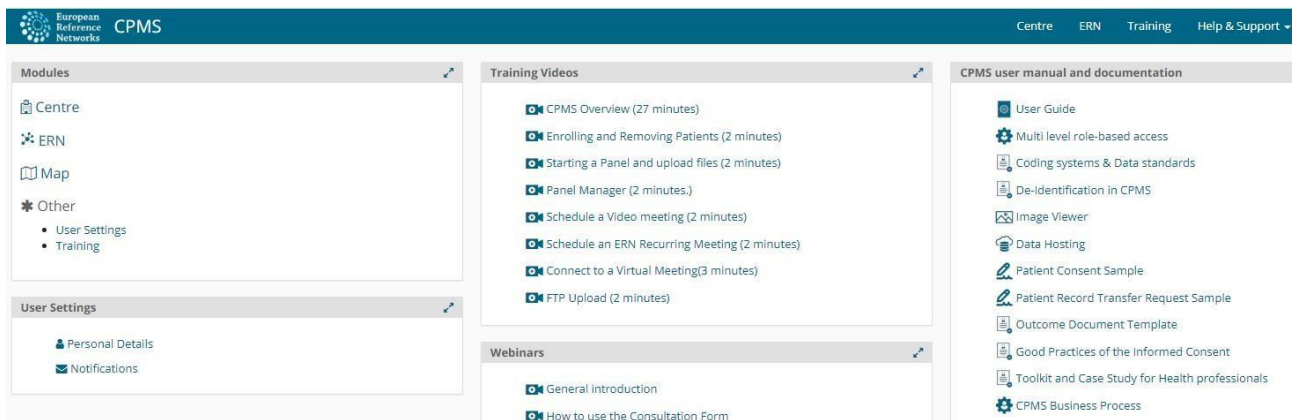 European
Reference
Networks
CPMS
Centre
ERN
Training
Help & Support
Modules
Centre
ERN
Map
Other
User Settings
Training
User Settings
Personal Details
Notifications
Training Videos
CPMS Overview (27 minutes)
Enrolling and Removing Patients (2 minutes)
Starting a Panel and upload files (2 minutes)
Panel Manager (2 minutes.)
Schedule a Video meeting (2 minutes)
Schedule an ERN Recurring Meeting (2 minutes)
Connect to a Virtual Meeting(3 minutes)
FTP Upload (2 minutes)
Webinars
General introduction
How to use the Consultation Form
CPMS user manual and documentation
User Guide
Multi level role-based access
Coding systems & Data standards
De-Identification in CPMS
Image Viewer
Data Hosting
Patient Consent Sample
Patient Record Transfer Request Sample
Outcome Document Template
Good Practices of the Informed Consent
Toolkit and Case Study for Health professionals
CPMS Business Process